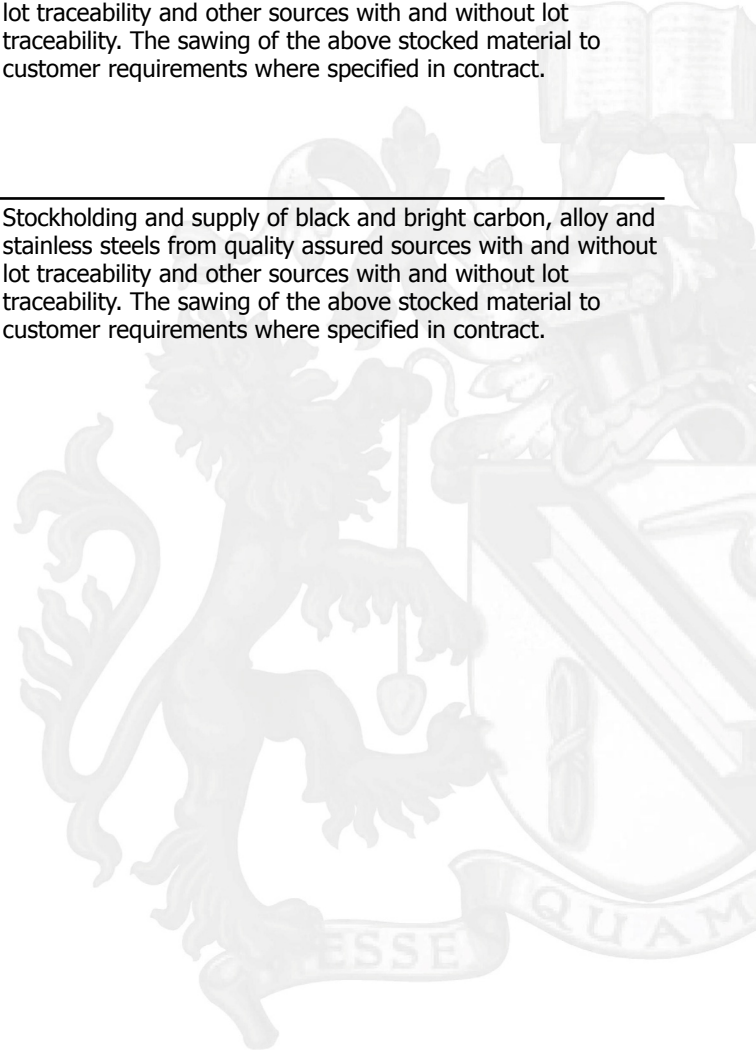 lot traceability and other sources with and without lot
traceability. The sawing of the above stocked material to
customer requirements where specified in contract.
Stockholding and supply of black and bright carbon, alloy and
stainless steels from quality assured sources with and without
lot traceability and other sources with and without lot
traceability. The sawing of the above stocked material to
customer requirements where specified in contract.
ESSE QUAM